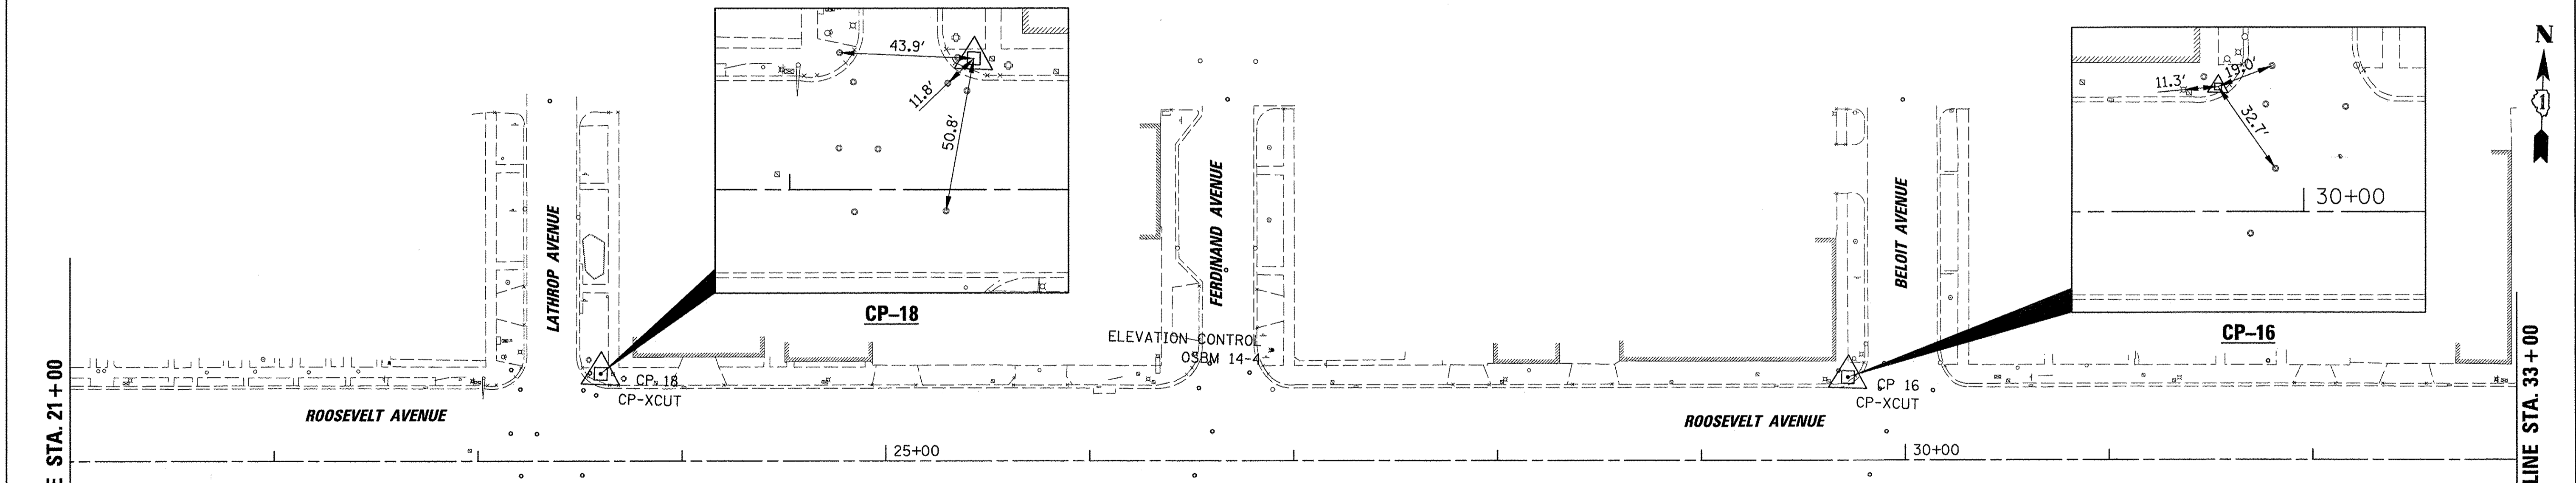 43.9'
11.8'
50.8'
CP-18
11.3'
19.0'
32.7'
30+00
CP-16
N
LATHROP AVENUE
FERDINAND AVENUE
BELOIT AVENUE
ELEVATION CONTROL
OSBM 14-4
CP 18
CP-XCUT
CP 16
CP-XCUT
ROOSEVELT AVENUE
ROOSEVELT AVENUE
25+00
30+00
E STA. 21+00
LINE STA. 33+00